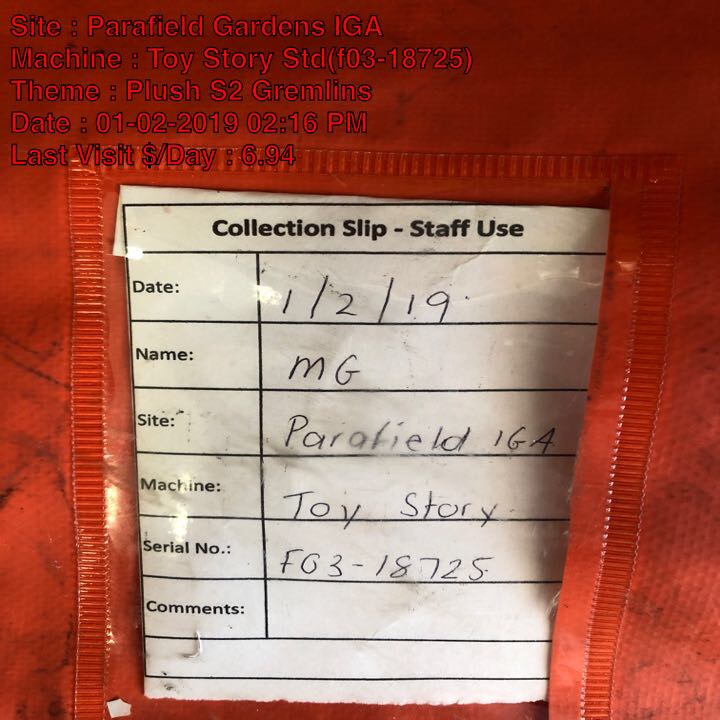 Site : Parafield Gardens IGA
Machine : Toy Story Std(f03-18725)
Theme : Plush S2 Gremlins
Date : 01-02-2019 02:16 PM
Last Visit $/Day : 6.94
Collection Slip - Staff Use
Date: 1/2/19
Name: MG
Site: Parafield IGA
Machine: Toy Story
Serial No.: F03-18725
Comments: